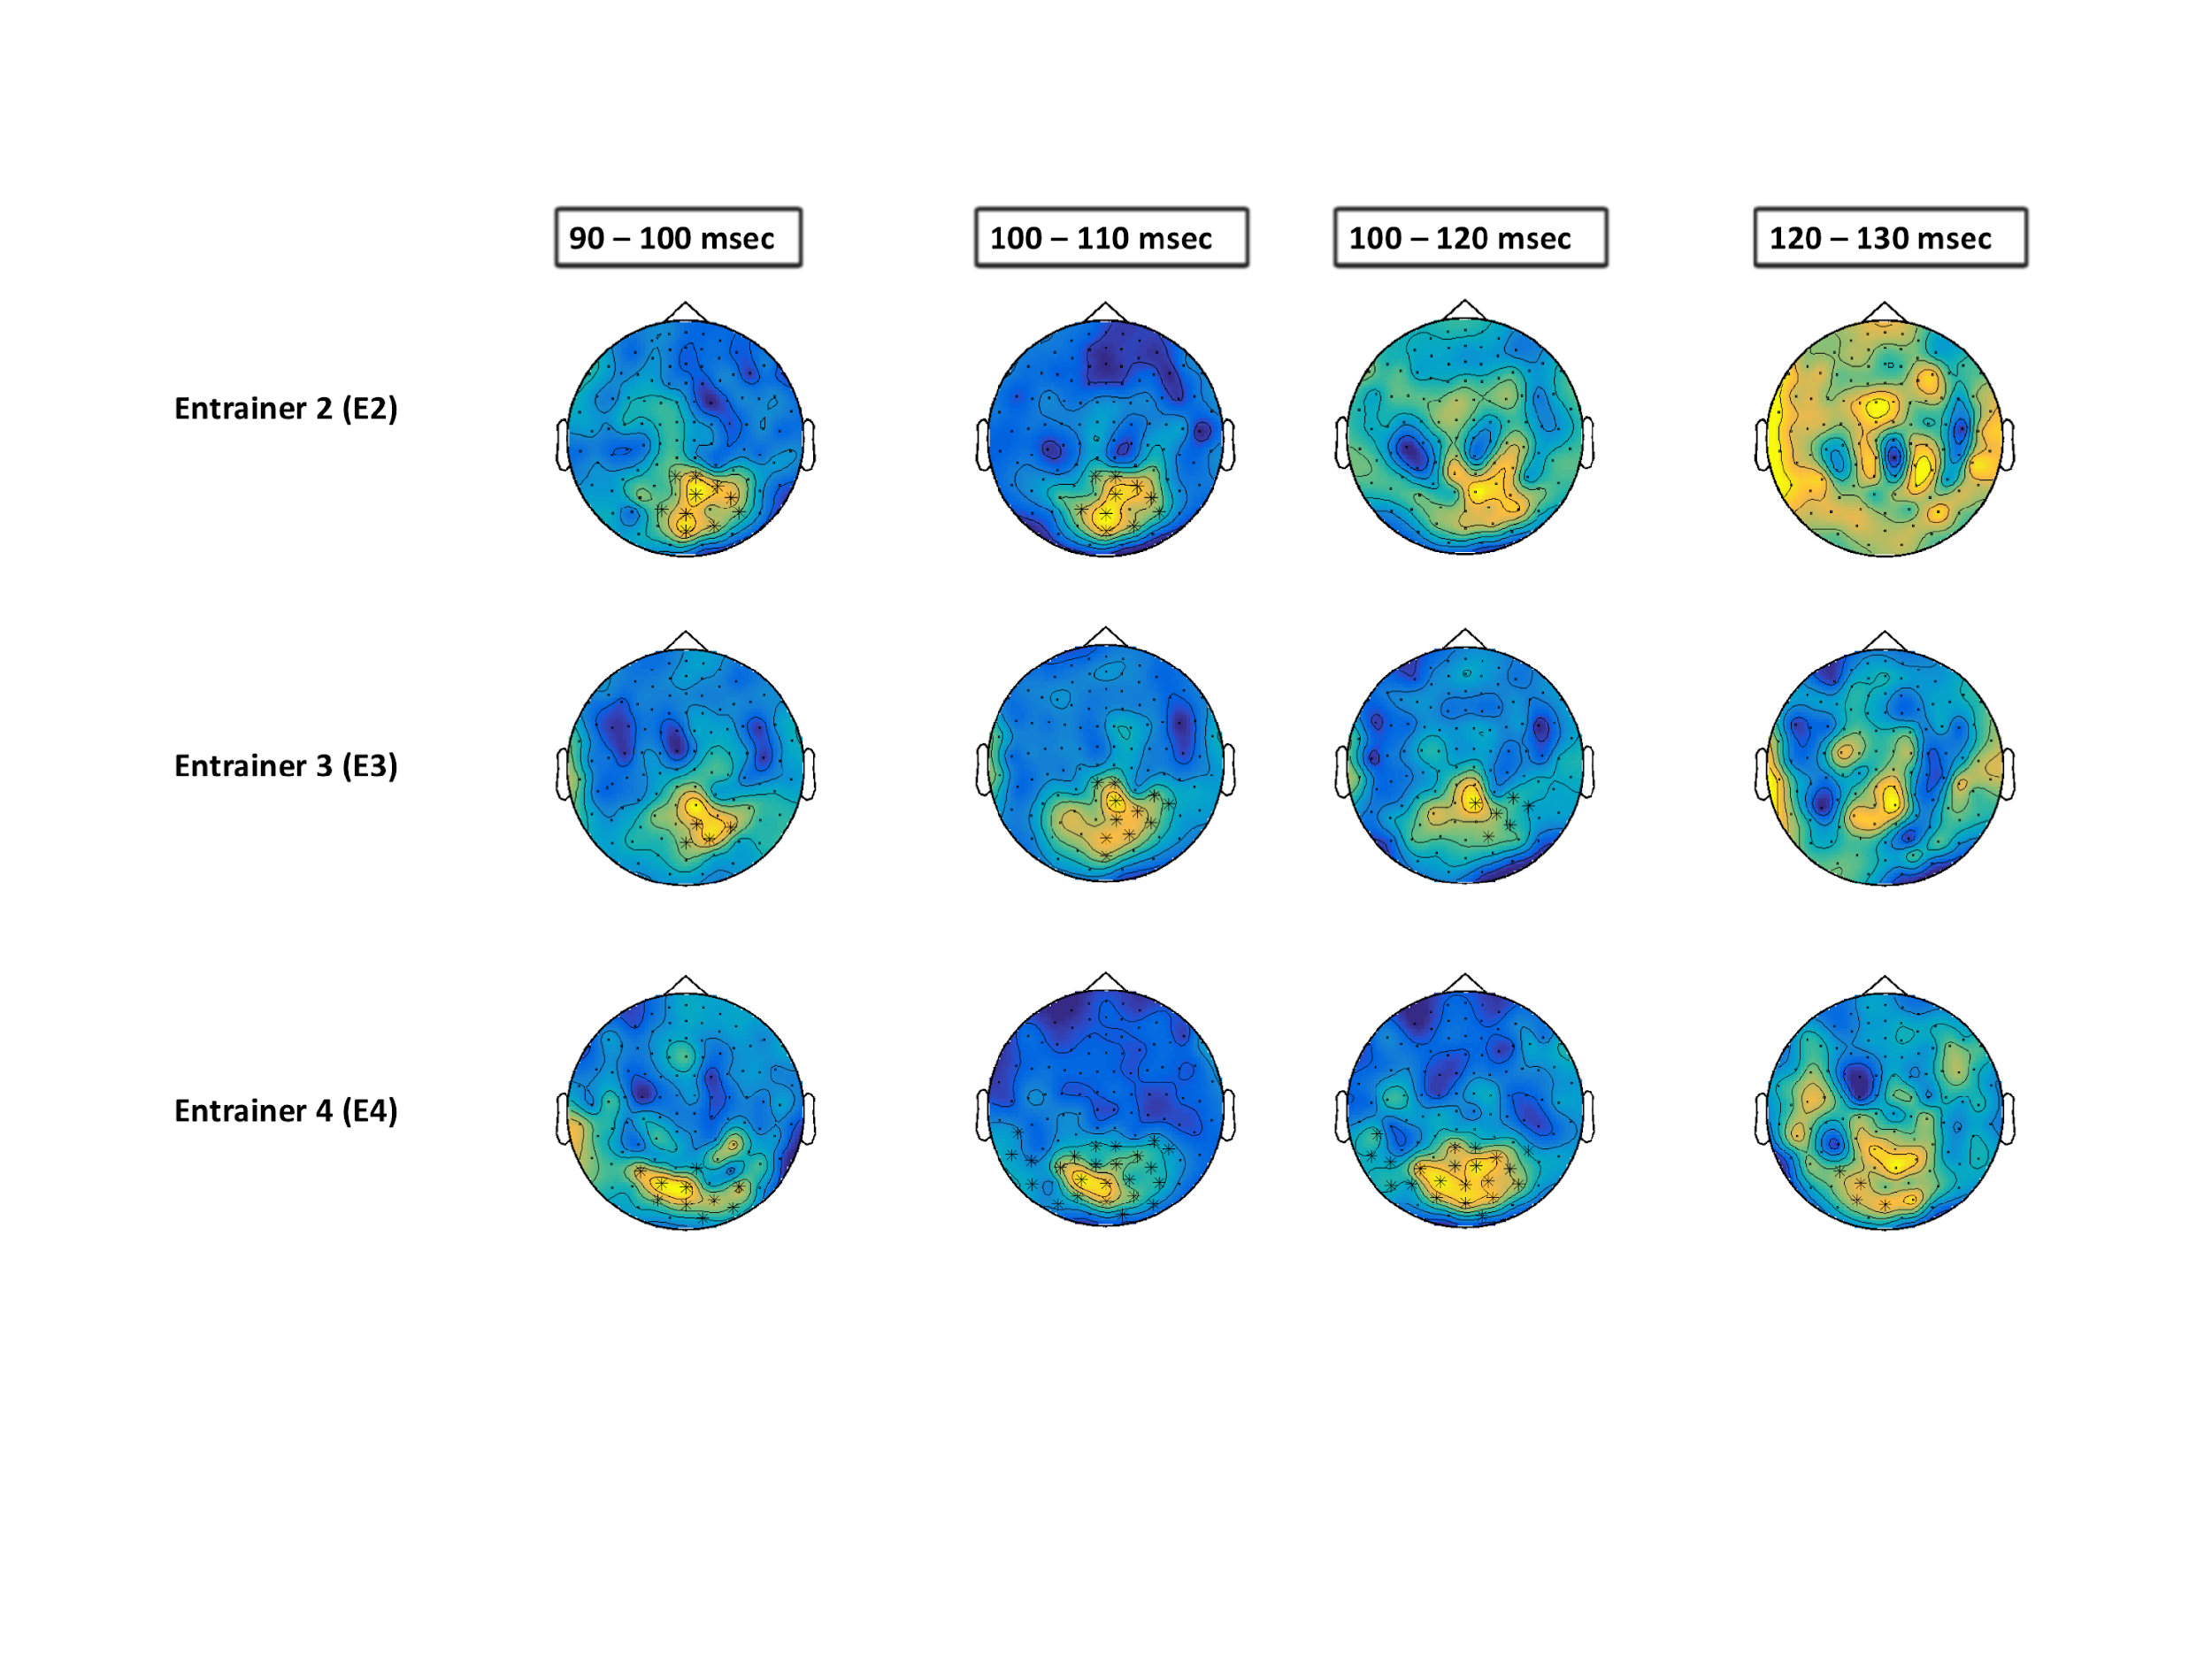 90 – 100 msec
100 – 110 msec
100 – 120 msec
120 – 130 msec
Entrainer 2 (E2)
Entrainer 3 (E3)
Entrainer 4 (E4)